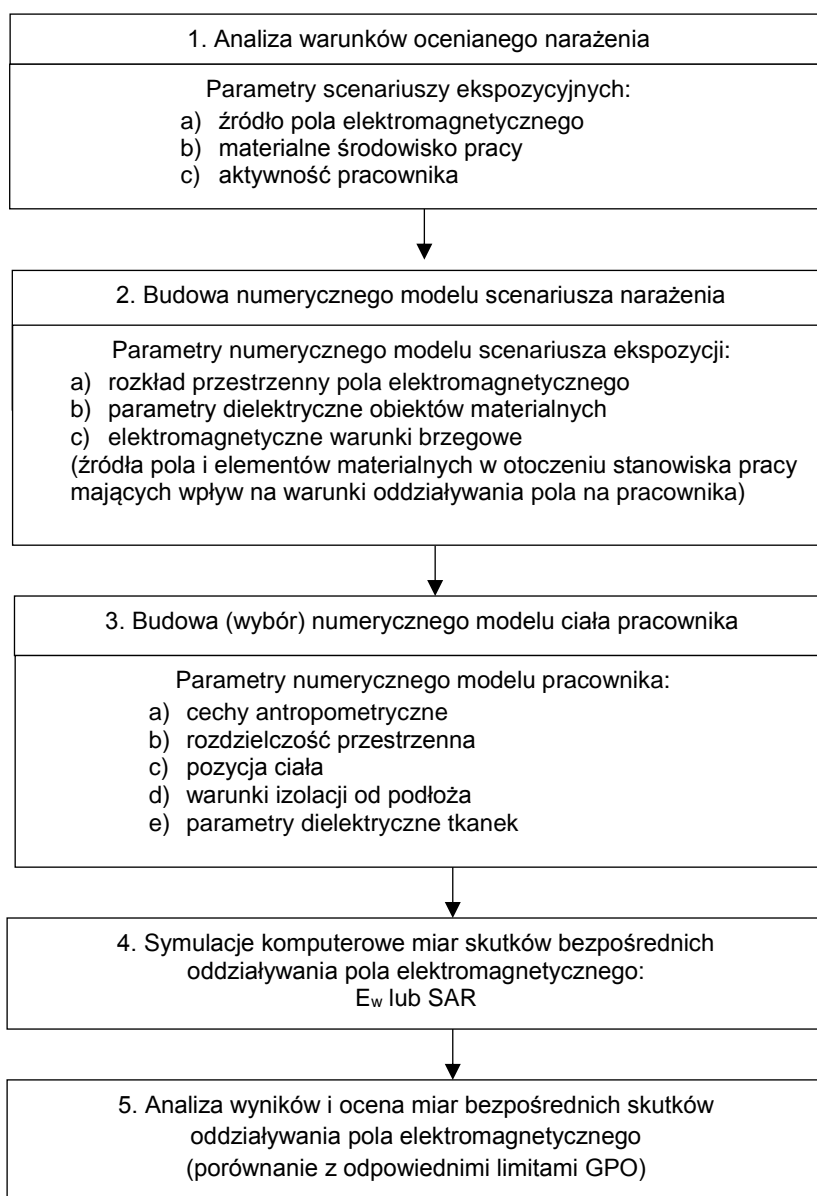 1. Analiza warunków ocenianego narażenia
Parametry scenariuszy ekspozycyjnych:
a) źródło pola elektromagnetycznego
b) materialne środowisko pracy
c) aktywność pracownika
2. Budowa numerycznego modelu scenariusza narażenia
Parametry numerycznego modelu scenariusza ekspozycji:
a) rozkład przestrzenny pola elektromagnetycznego
b) parametry dielektryczne obiektów materialnych
c) elektromagnetyczne warunki brzegowe
(źródła pola i elementów materialnych w otoczeniu stanowiska pracy
mających wpływ na warunki oddziaływania pola na pracownika)
3. Budowa (wybór) numerycznego modelu ciała pracownika
Parametry numerycznego modelu pracownika:
a) cechy antropometryczne
b) rozdzielczość przestrzenna
c) pozycja ciała
d) warunki izolacji od podłoża
e) parametry dielektryczne tkanek
4. Symulacje komputerowe miar skutków bezpośrednich
oddziaływania pola elektromagnetycznego:
Ew lub SAR
5. Analiza wyników i ocena miar bezpośrednich skutków
oddziaływania pola elektromagnetycznego
(porównanie z odpowiednimi limitami GPO)